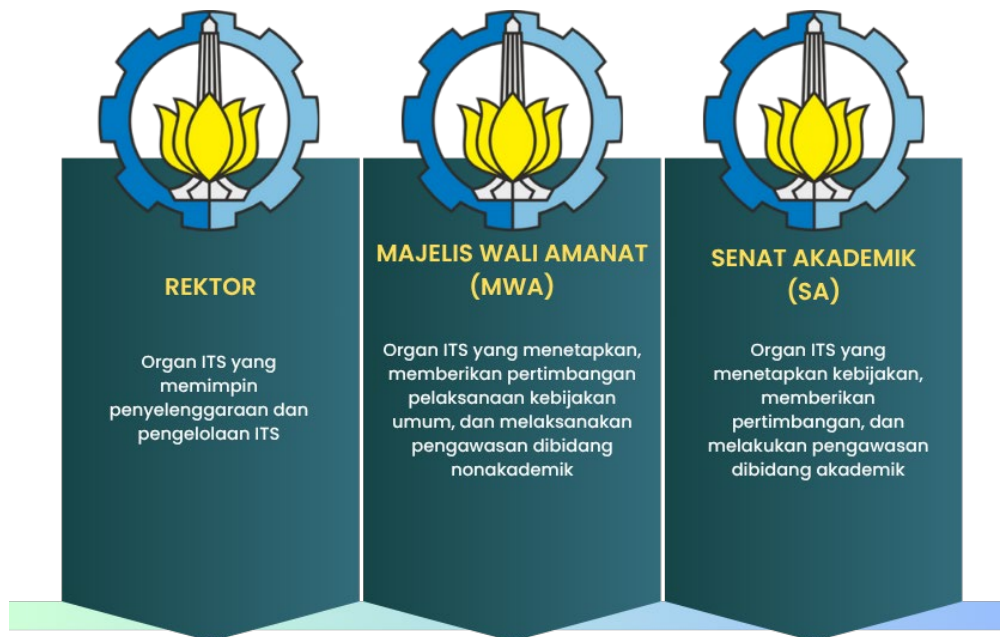 REKTOR
Organ ITS yang
memimpin
penyelenggaraan dan
pengelolaan ITS
MAJELIS WALI AMANAT
(MWA)
Organ ITS yang menetapkan,
memberikan pertimbangan
pelaksanaan kebijakan
umum, dan melaksanakan
pengawasan dibidang
nonakademik
SENAT AKADEMIK
(SA)
Organ ITS yang
menetapkan kebijakan,
memberikan
pertimbangan, dan
melakukan pengawasan
dibidang akademik